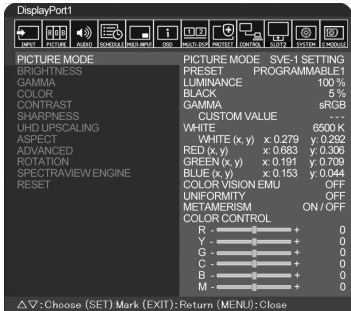 DisplayPort1
RGB
1 2
INPUT PICTURE AUDIO SCHEDULE MULTI-INPUT OSD MULTI-DSP PROTECT CONTROL SLOT2 SYSTEM C MODULE
PICTURE MODE PICTURE MODE SVE-1 SETTING
BRIGHTNESS PRESET PROGRAMMABLE1
GAMMA LUMINANCE 100 %
COLOR BLACK 5 %
CONTRAST GAMMA sRGB
SHARPNESS CUSTOM VALUE - - -
UHD UPSCALING WHITE 6500 K
ASPECT WHITE (x, y) x: 0.279 y: 0.292
ADVANCED RED (x, y) x: 0.683 y: 0.306
ROTATION GREEN (x, y) x: 0.191 y: 0.709
SPECTRAVIEW ENGINE BLUE (x, y) x: 0.153 y: 0.044
RESET COLOR VISION EMU OFF
UNIFORMITY OFF
METAMERISM ON / OFF
COLOR CONTROL
R - + 0
Y - + 0
G - + 0
C - + 0
B - + 0
M - + 0
△▽:Choose (SET):Mark (EXIT):Return (MENU):Close